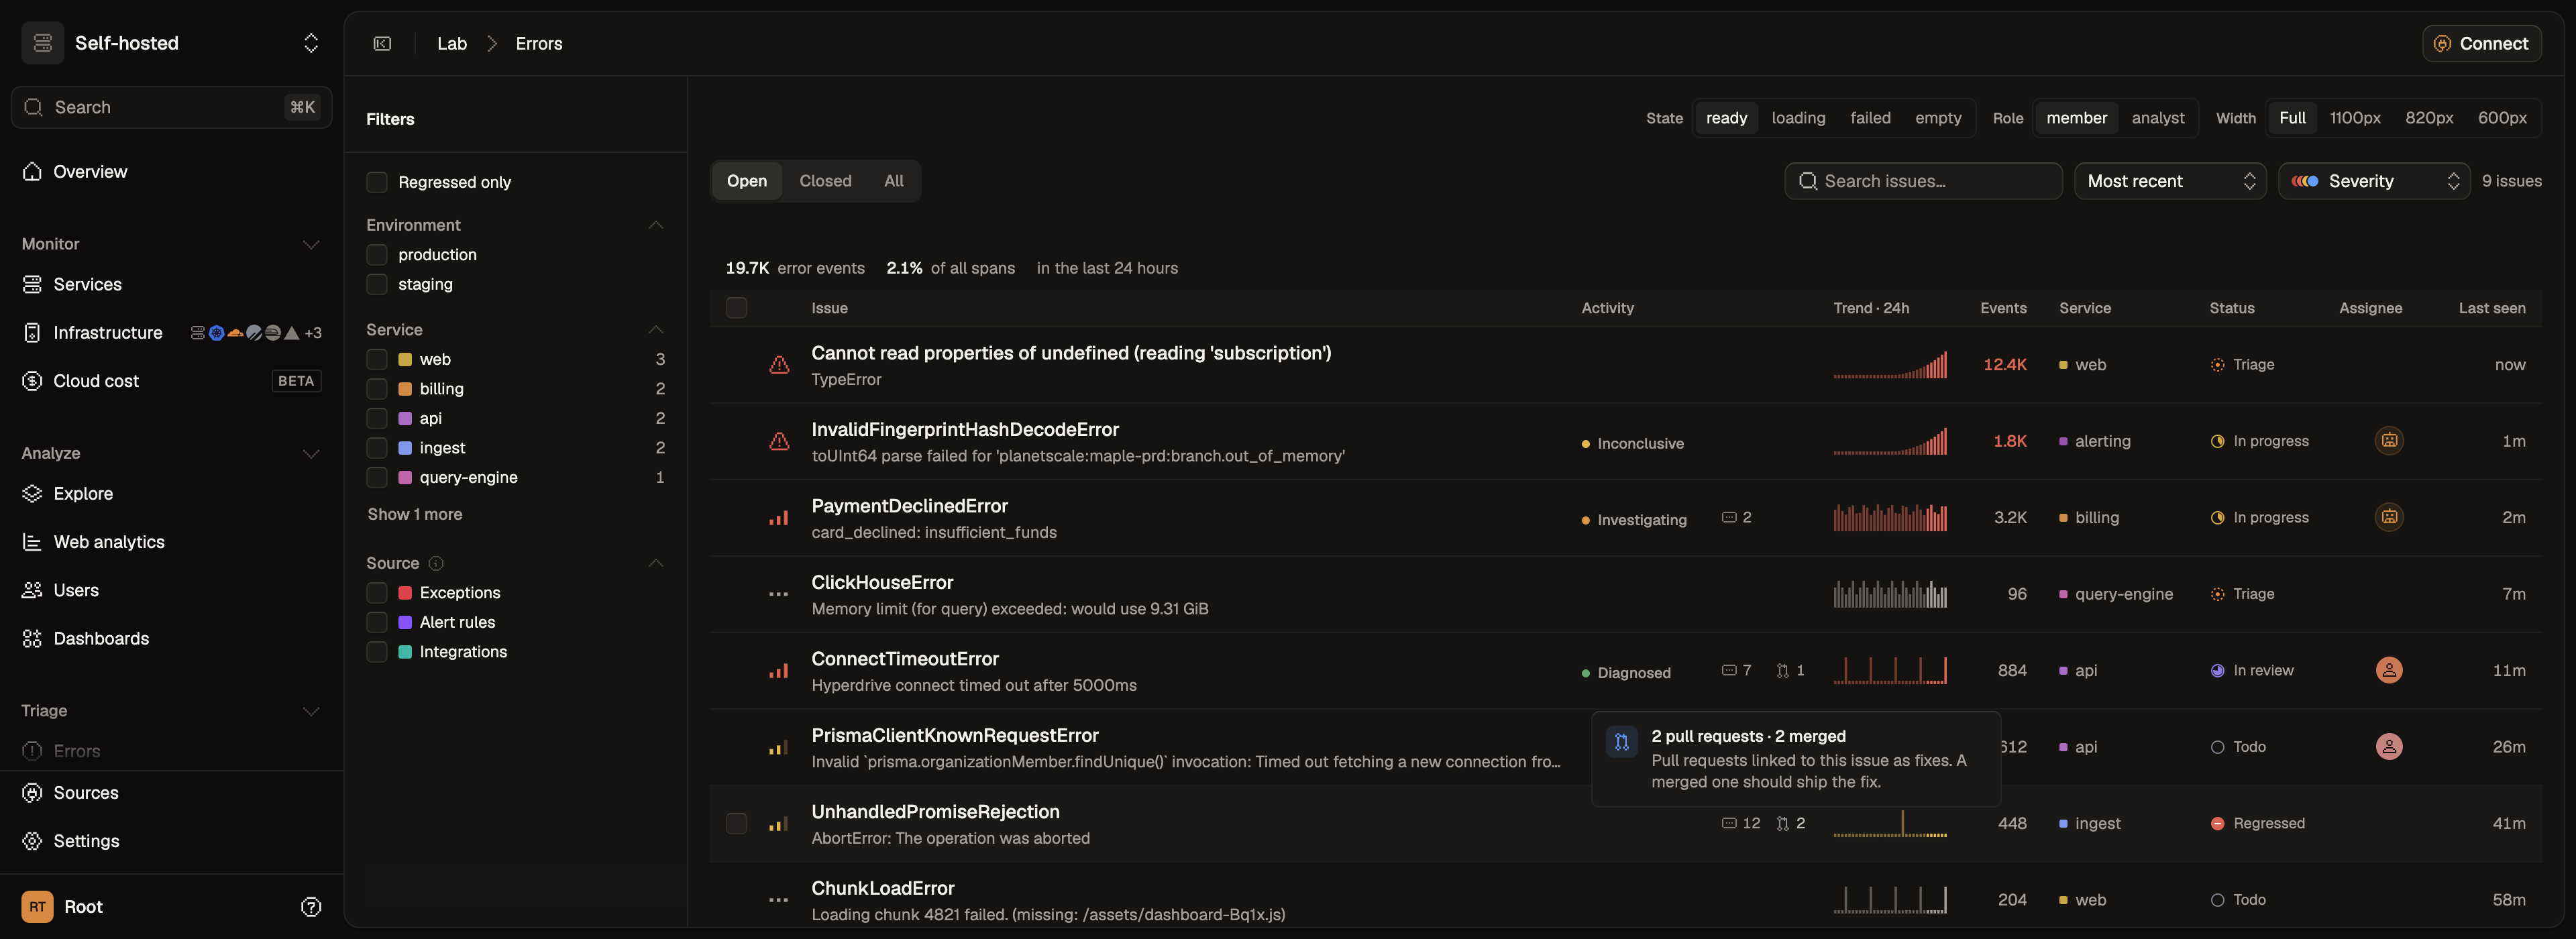 Self-hosted
Search ⌘K
Overview
Monitor
Services
Infrastructure +3
Cloud cost BETA
Analyze
Explore
Web analytics
Users
Dashboards
Triage
Errors
Sources
Settings
RT Root
Lab Errors
Connect
Filters
Regressed only
Environment
production
staging
Service
web 3
billing 2
api 2
ingest 2
query-engine 1
Show 1 more
Source
Exceptions
Alert rules
Integrations
State ready loading failed empty Role member analyst Width Full 1100px 820px 600px
Open Closed All
Search issues... Most recent Severity 9 issues
19.7K error events 2.1% of all spans in the last 24 hours
Issue Activity Trend · 24h Events Service Status Assignee Last seen
Cannot read properties of undefined (reading 'subscription')
TypeError
12.4K web Triage now
InvalidFingerprintHashDecodeError
toUInt64 parse failed for 'planetscale:maple-prd:branch.out_of_memory'
Inconclusive 1.8K alerting In progress 1m
PaymentDeclinedError
card_declined: insufficient_funds
Investigating 2 3.2K billing In progress 2m
ClickHouseError
Memory limit (for query) exceeded: would use 9.31 GiB
96 query-engine Triage 7m
ConnectTimeoutError
Hyperdrive connect timed out after 5000ms
Diagnosed 7 1 884 api In review 11m
PrismaClientKnownRequestError
Invalid `prisma.organizationMember.findUnique()` invocation: Timed out fetching a new connection fro...
2 pull requests · 2 merged
Pull requests linked to this issue as fixes. A
merged one should ship the fix.
612 api Todo 26m
UnhandledPromiseRejection
AbortError: The operation was aborted
12 2 448 ingest Regressed 41m
ChunkLoadError
Loading chunk 4821 failed. (missing: /assets/dashboard-Bq1x.js)
204 web Todo 58m